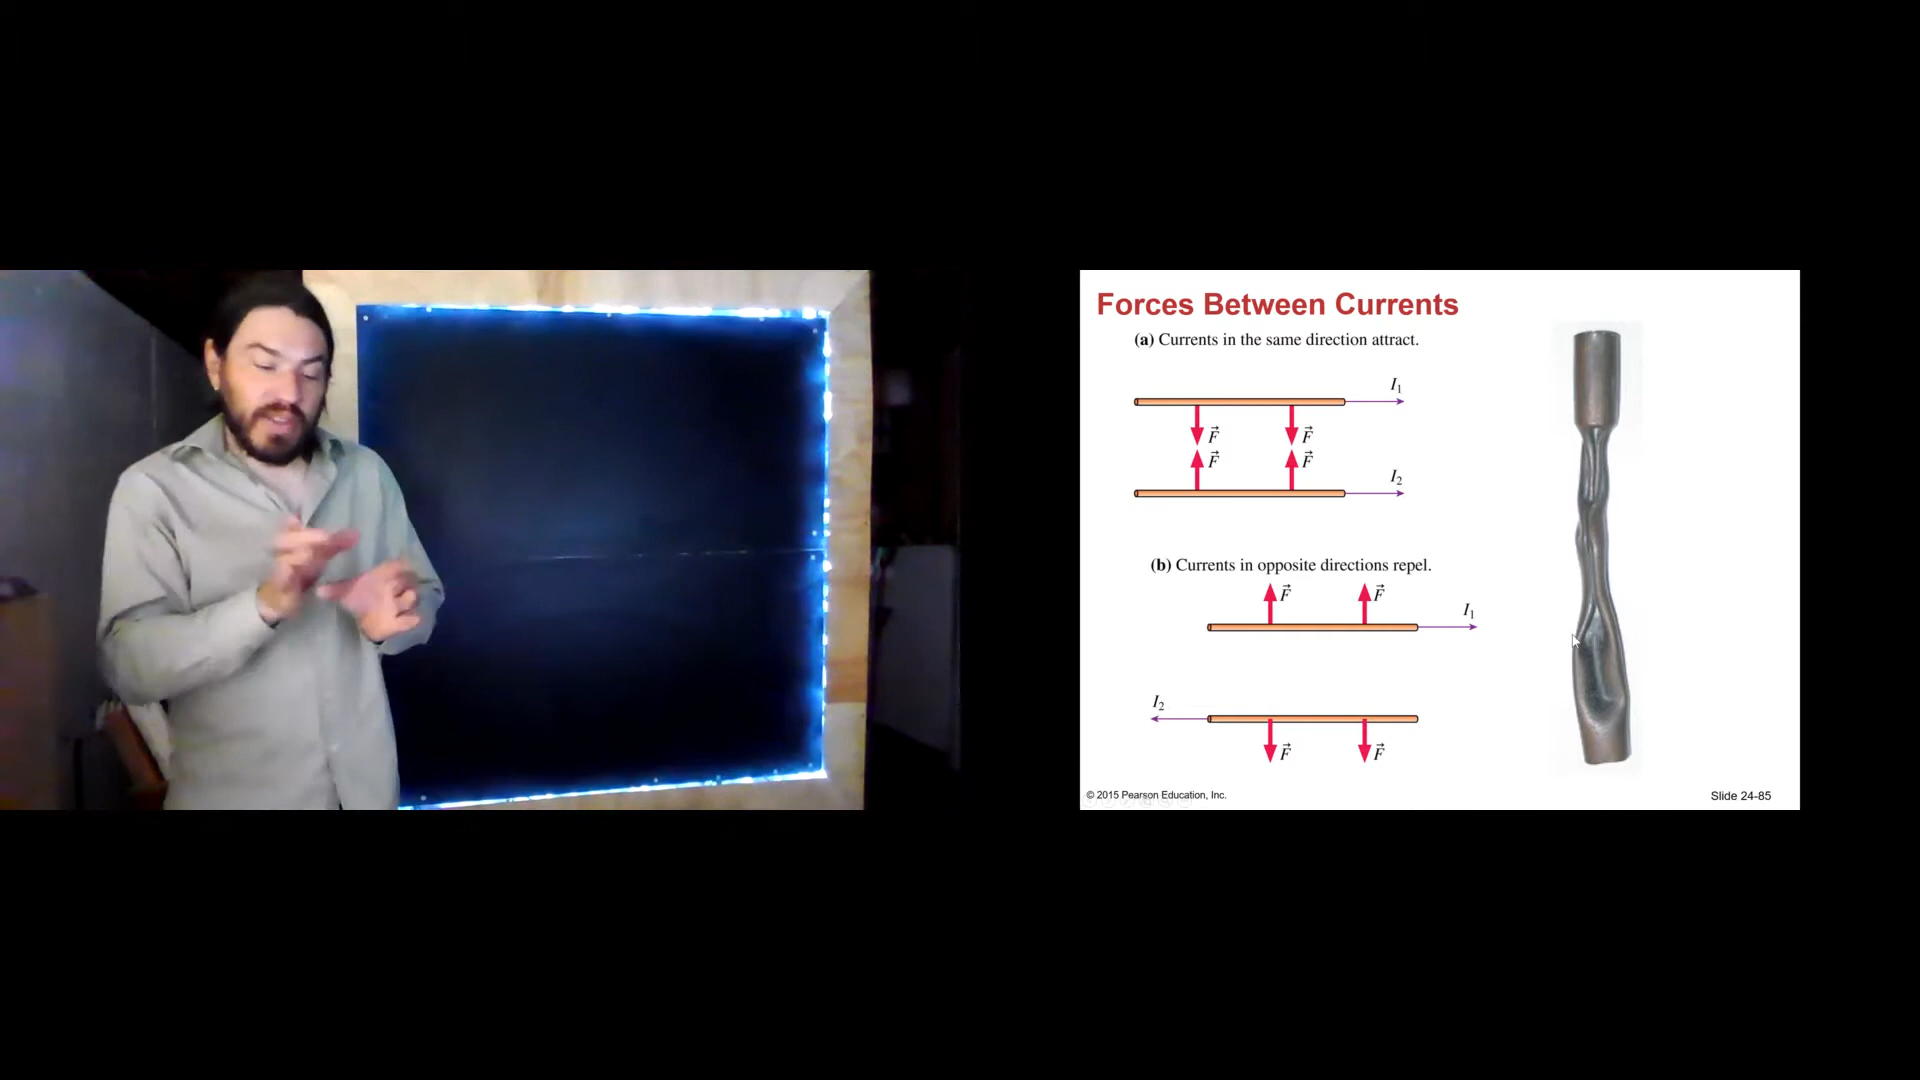 Forces Between Currents
(a) Currents in the same direction attract.
I₁
F⃗ F⃗
F⃗ F⃗
I₂
(b) Currents in opposite directions repel.
F⃗ F⃗
I₁
I₂
F⃗ F⃗
© 2015 Pearson Education, Inc.
Slide 24-85